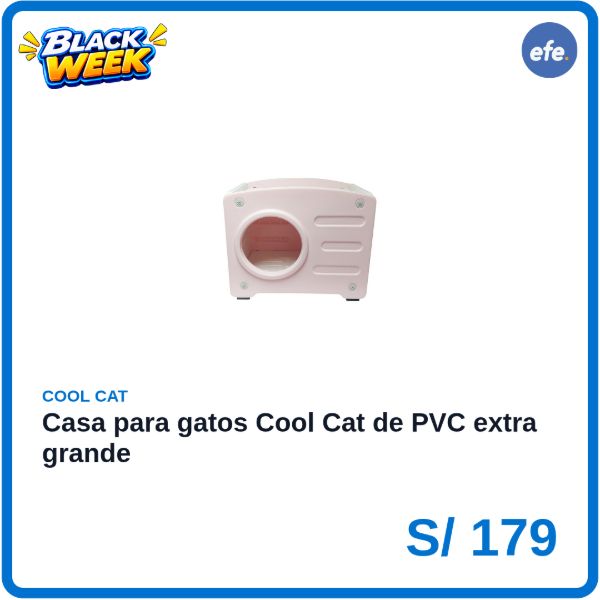 BLACK
WEEK
efe.
COOL CAT
Casa para gatos Cool Cat de PVC extra
grande
S/ 179